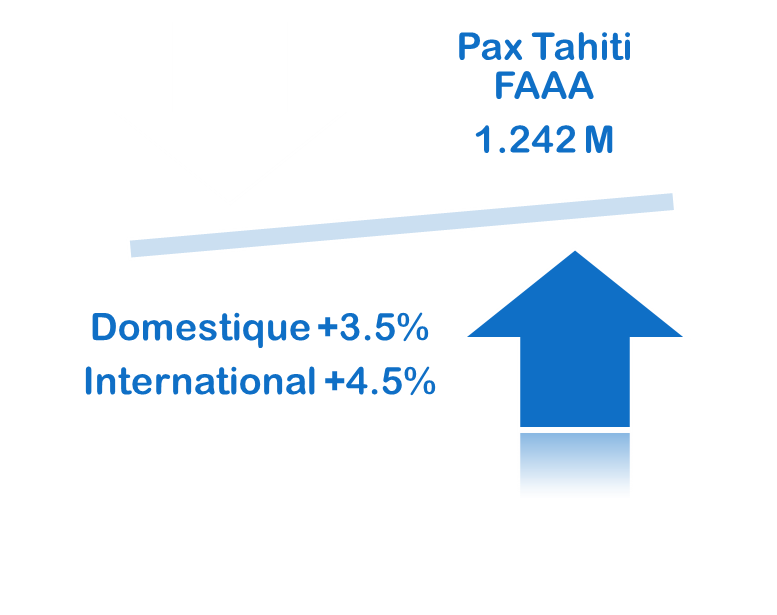 Pax Tahiti
FAAA
1.242 M
Domestique +3.5%
International +4.5%